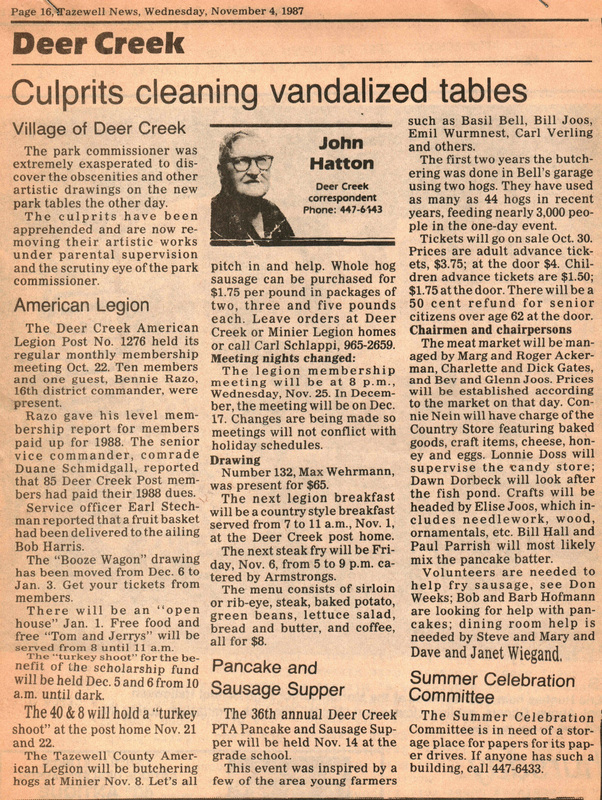 Page 16, Tazewell News, Wednesday, November 4, 1987
Deer Creek
Culprits cleaning vandalized tables
Village of Deer Creek
The park commissioner was
extremely exasperated to dis-
cover the obscenities and other
artistic drawings on the new
park tables the other day.
The culprits have been
apprehended and are now re-
moving their artistic works
under parental supervision
and the scrutiny eye of the park
commissioner.
American Legion
The Deer Creek American
Legion Post No. 1276 held its
regular monthly membership
meeting Oct. 22. Ten members
and one guest, Bennie Razo,
16th district commander, were
present.
Razo gave his level mem-
bership report for members
paid up for 1988. The senior
vice commander, comrade
Duane Schmidgall, reported
that 85 Deer Creek Post mem-
bers had paid their 1988 dues.
Service officer Earl Stech-
man reported that a fruit basket
had been delivered to the ailing
Bob Harris.
The "Booze Wagon" drawing
has been moved from Dec. 6 to
Jan. 3. Get your tickets from
members.
There will be an "open
house" Jan. 1. Free food and
free "Tom and Jerrys" will be
served from 8 until 11 a.m.
The "turkey shoot" for the be-
nefit of the scholarship fund
will be held Dec. 5 and 6 from 10
a.m. until dark.
The 40 & 8 will hold a "turkey
shoot" at the post home Nov. 21
and 22.
The Tazewell County Amer-
ican Legion will be butchering
hogs at Minier Nov. 8. Let's all
John
Hatton
Deer Creek
correspondent
Phone: 447-6143
pitch in and help. Whole hog
sausage can be purchased for
$1.75 per pound in packages of
two, three and five pounds
each. Leave orders at Deer
Creek or Minier Legion homes
or call Carl Schlappi, 965-2659.
Meeting nights changed:
The legion membership
meeting will be at 8 p.m.,
Wednesday, Nov. 25. In Decem-
ber, the meeting will be on Dec.
17. Changes are being made so
meetings will not conflict with
holiday schedules.
Drawing
Number 132, Max Wehrmann,
was present for $65.
The next legion breakfast
will be a country style breakfast
served from 7 to 11 a.m., Nov. 1,
at the Deer Creek post home.
The next steak fry will be Fri-
day, Nov. 6, from 5 to 9 p.m. ca-
tered by Armstrongs.
The menu consists of sirloin
or rib-eye, steak, baked potato,
green beans, lettuce salad,
bread and butter, and coffee,
all for $8.
Pancake and
Sausage Supper
The 36th annual Deer Creek
PTA Pancake and Sausage Sup-
per will be held Nov. 14 at the
grade school.
This event was inspired by a
few of the area young farmers
such as Basil Bell, Bill Joos,
Emil Wurmnest, Carl Verling
and others.
The first two years the butch-
ering was done in Bell's garage
using two hogs. They have used
as many as 44 hogs in recent
years, feeding nearly 3,000 peo-
ple in the one-day event.
Tickets will go on sale Oct. 30.
Prices are adult advance tick-
ets, $3.75; at the door $4. Chil-
dren advance tickets are $1.50;
$1.75 at the door. There will be a
50 cent refund for senior
citizens over age 62 at the door.
Chairmen and chairpersons
The meat market will be ma-
naged by Marg and Roger Acker-
man, Charlette and Dick Gates,
and Bev and Glenn Joos. Prices
will be established according
to the market on that day. Con-
nie Nein will have charge of the
Country Store featuring baked
goods, craft items, cheese, hon-
ey and eggs. Lonnie Doss will
supervise the candy store;
Dawn Dorbeck will look after
the fish pond. Crafts will be
headed by Elise Joos, which in-
cludes needlework, wood,
ornamentals, etc. Bill Hall and
Paul Parrish will most likely
mix the pancake batter.
Volunteers are needed to
help fry sausage, see Don
Weeks; Bob and Barb Hofmann
are looking for help with pan-
cakes; dining room help is
needed by Steve and Mary and
Dave and Janet Wiegand.
Summer Celebration
Committee
The Summer Celebration
Committee is in need of a stor-
age place for papers for its pap-
er drives. If anyone has such a
building, call 447-6433.